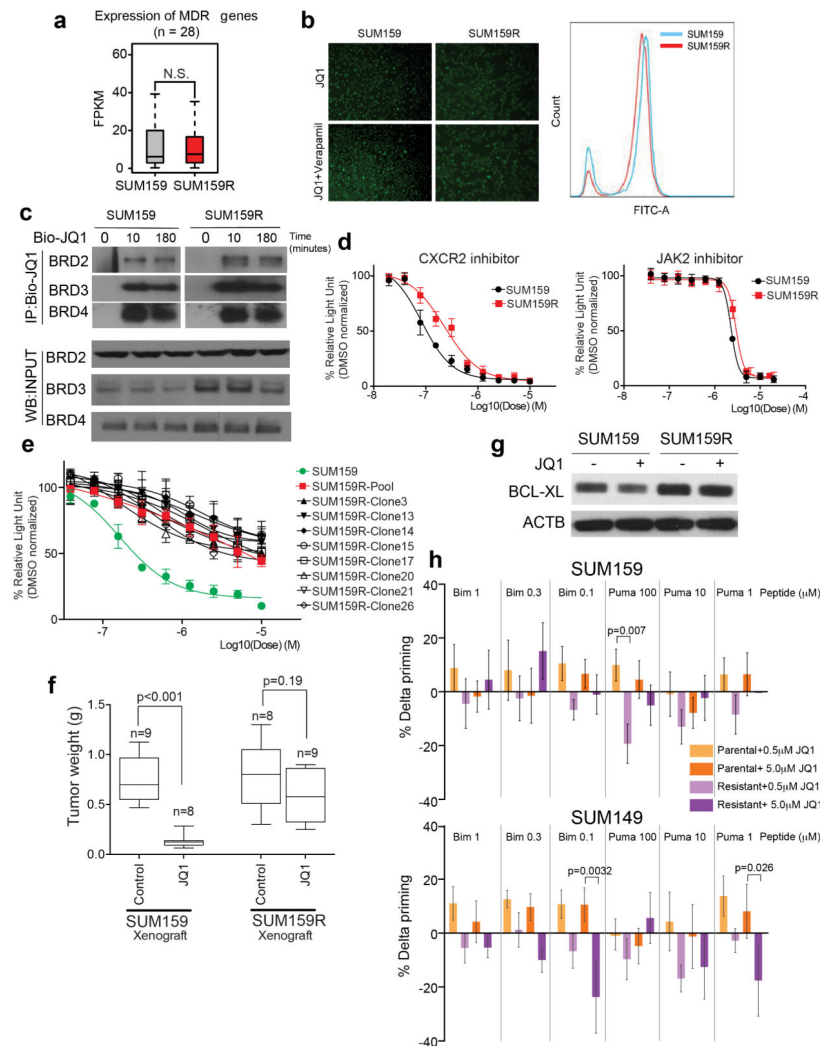 a
Expression of MDR genes
(n = 28)
N.S.
FPKM
60
40
20
0
SUM159
SUM159R
b
SUM159
SUM159R
JQ1
JQ1+Verapamil
SUM159
SUM159R
Count
FITC-A
c
SUM159
SUM159R
Bio-JQ1
0
10
180
0
10
180
Time
(minutes)
IP:Bio-JQ1
BRD2
BRD3
BRD4
WB:INPUT
BRD2
BRD3
BRD4
d
CXCR2 inhibitor
SUM159
SUM159R
% Relative Light Unit
(DMSO normalized)
100
50
0
-8
-7
-6
-5
Log10(Dose) (M)
JAK2 inhibitor
SUM159
SUM159R
% Relative Light Unit
(DMSO normalized)
100
50
0
-8
-7
-6
-5
-4
Log10(Dose) (M)
e
% Relative Light Unit
(DMSO normalized)
100
50
0
-7
-6
-5
Log10(Dose) (M)
SUM159
SUM159R-Pool
SUM159R-Clone3
SUM159R-Clone13
SUM159R-Clone14
SUM159R-Clone15
SUM159R-Clone17
SUM159R-Clone20
SUM159R-Clone21
SUM159R-Clone26
f
Tumor weight (g)
1.5
1.0
0.5
0.0
p<0.001
n=9
n=8
p=0.19
n=8
n=9
Control
JQ1
Control
JQ1
SUM159
Xenograft
SUM159R
Xenograft
g
SUM159
SUM159R
JQ1
-
+
-
+
BCL-XL
ACTB
h
SUM159
Bim 1
Bim 0.3
Bim 0.1
Puma 100
Puma 10
Puma 1
Peptide (μM)
p=0.007
% Delta priming
40
20
0
-20
-40
Parental+0.5μM JQ1
Parental+ 5.0μM JQ1
Resistant+0.5μM JQ1
Resistant+ 5.0μM JQ1
SUM149
Bim 1
Bim 0.3
Bim 0.1
Puma 100
Puma 10
Puma 1
Peptide (μM)
p=0.0032
p=0.026
% Delta priming
40
20
0
-20
-40